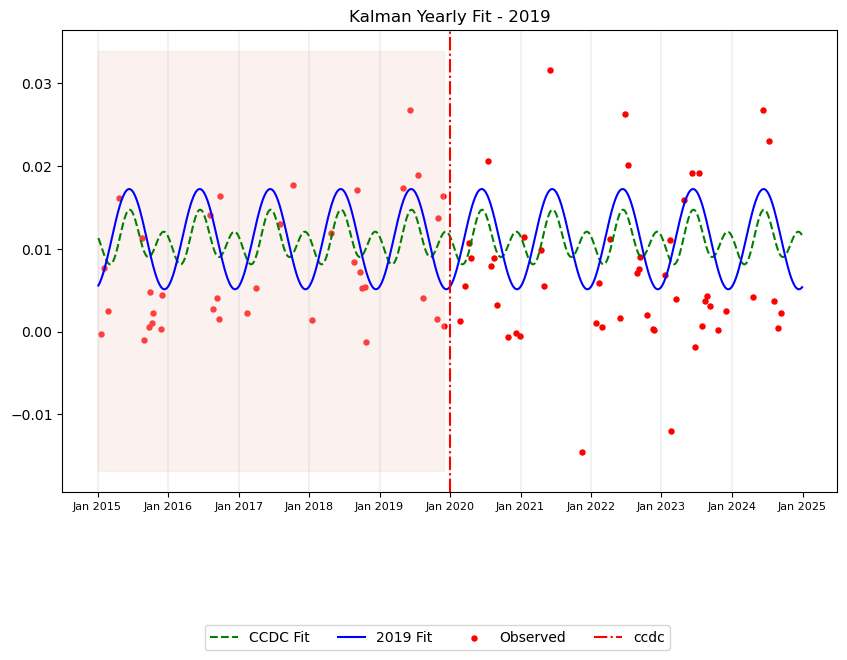 Kalman Yearly Fit - 2019
0.03
0.02
0.01
0.00
−0.01
Jan 2015 Jan 2016 Jan 2017 Jan 2018 Jan 2019 Jan 2020 Jan 2021 Jan 2022 Jan 2023 Jan 2024 Jan 2025
CCDC Fit 2019 Fit Observed ccdc